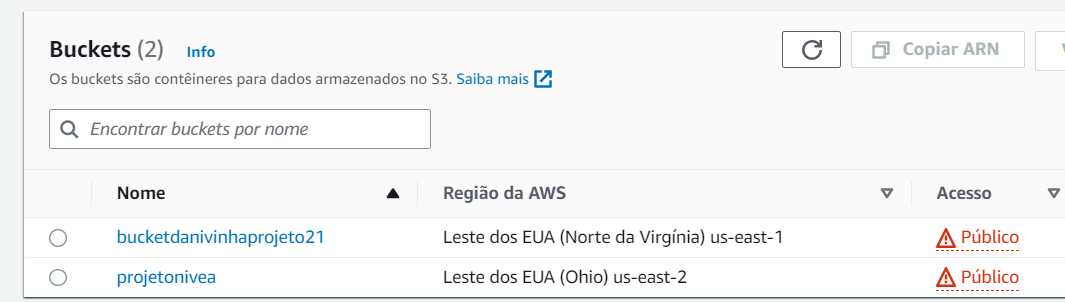 Buckets (2) Info
Copiar ARN
Os buckets são contêineres para dados armazenados no S3. Saiba mais
Encontrar buckets por nome
Nome Região da AWS Acesso
bucketdanivinhaprojeto21 Leste dos EUA (Norte da Virgínia) us-east-1 Público
projetonivea Leste dos EUA (Ohio) us-east-2 Público